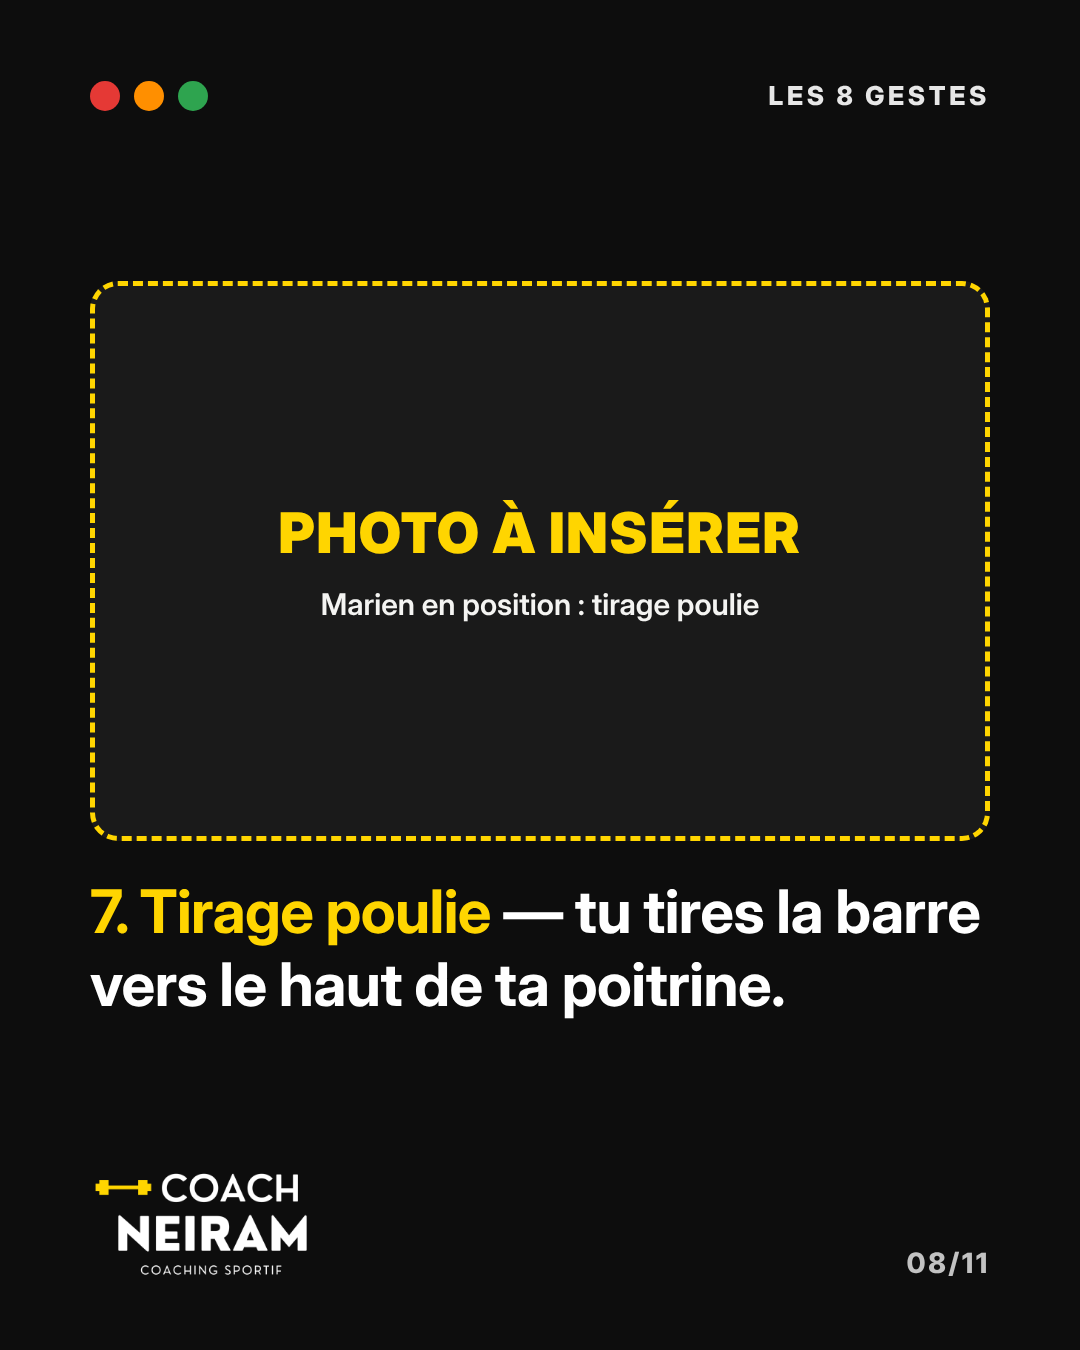 LES 8 GESTES
PHOTO À INSÉRER
Marien en position : tirage poulie
7. Tirage poulie — tu tires la barre
vers le haut de ta poitrine.
COACH
NEIRAM
COACHING SPORTIF
08/11